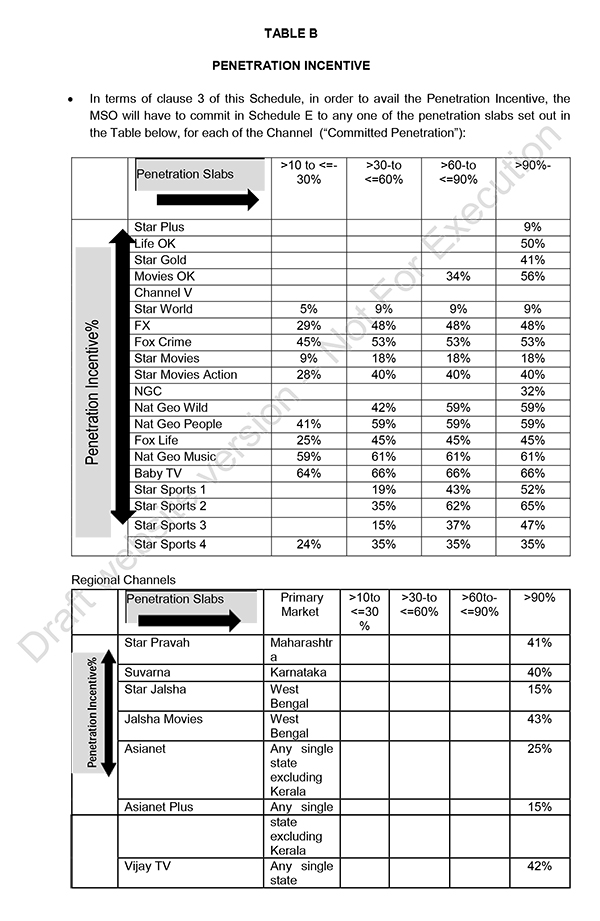 TABLE B
PENETRATION INCENTIVE
• In terms of clause 3 of this Schedule, in order to avail the Penetration Incentive, the
MSO will have to commit in Schedule E to any one of the penetration slabs set out in
the Table below, for each of the Channel ("Committed Penetration"):
Penetration Slabs >10 to <=- >30-to >60-to >90%-
30% <=60% <=90%
Penetration Incentive%
Star Plus 9%
Life OK 50%
Star Gold 41%
Movies OK 34% 56%
Channel V
Star World 5% 9% 9% 9%
FX 29% 48% 48% 48%
Fox Crime 45% 53% 53% 53%
Star Movies 9% 18% 18% 18%
Star Movies Action 28% 40% 40% 40%
NGC 32%
Nat Geo Wild 42% 59% 59%
Nat Geo People 41% 59% 59% 59%
Fox Life 25% 45% 45% 45%
Nat Geo Music 59% 61% 61% 61%
Baby TV 64% 66% 66% 66%
Star Sports 1 19% 43% 52%
Star Sports 2 35% 62% 65%
Star Sports 3 15% 37% 47%
Star Sports 4 24% 35% 35% 35%
Regional Channels
Penetration Slabs Primary >10to >30-to >60to- >90%
Market <=30 <=60% <=90%
%
Penetration Incentive%
Star Pravah Maharashtr 41%
a
Suvarna Karnataka 40%
Star Jalsha West 15%
Bengal
Jalsha Movies West 43%
Bengal
Asianet Any single 25%
state
excluding
Kerala
Asianet Plus Any single 15%
state
excluding
Kerala
Vijay TV Any single 42%
state
Draft website version Not For Execution